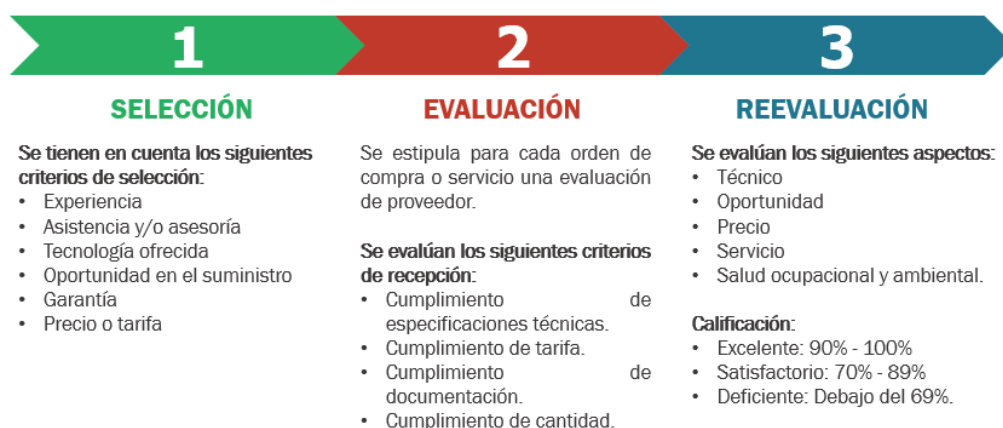 1
SELECCIÓN
Se tienen en cuenta los siguientes
criterios de selección:
• Experiencia
• Asistencia y/o asesoría
• Tecnología ofrecida
• Oportunidad en el suministro
• Garantía
• Precio o tarifa
2
EVALUACIÓN
Se estipula para cada orden de
compra o servicio una evaluación
de proveedor.
Se evalúan los siguientes criterios
de recepción:
• Cumplimiento de
especificaciones técnicas.
• Cumplimiento de tarifa.
• Cumplimiento de
documentación.
• Cumplimiento de cantidad.
3
REEVALUACIÓN
Se evalúan los siguientes aspectos:
• Técnico
• Oportunidad
• Precio
• Servicio
• Salud ocupacional y ambiental.
Calificación:
• Excelente: 90% - 100%
• Satisfactorio: 70% - 89%
• Deficiente: Debajo del 69%.